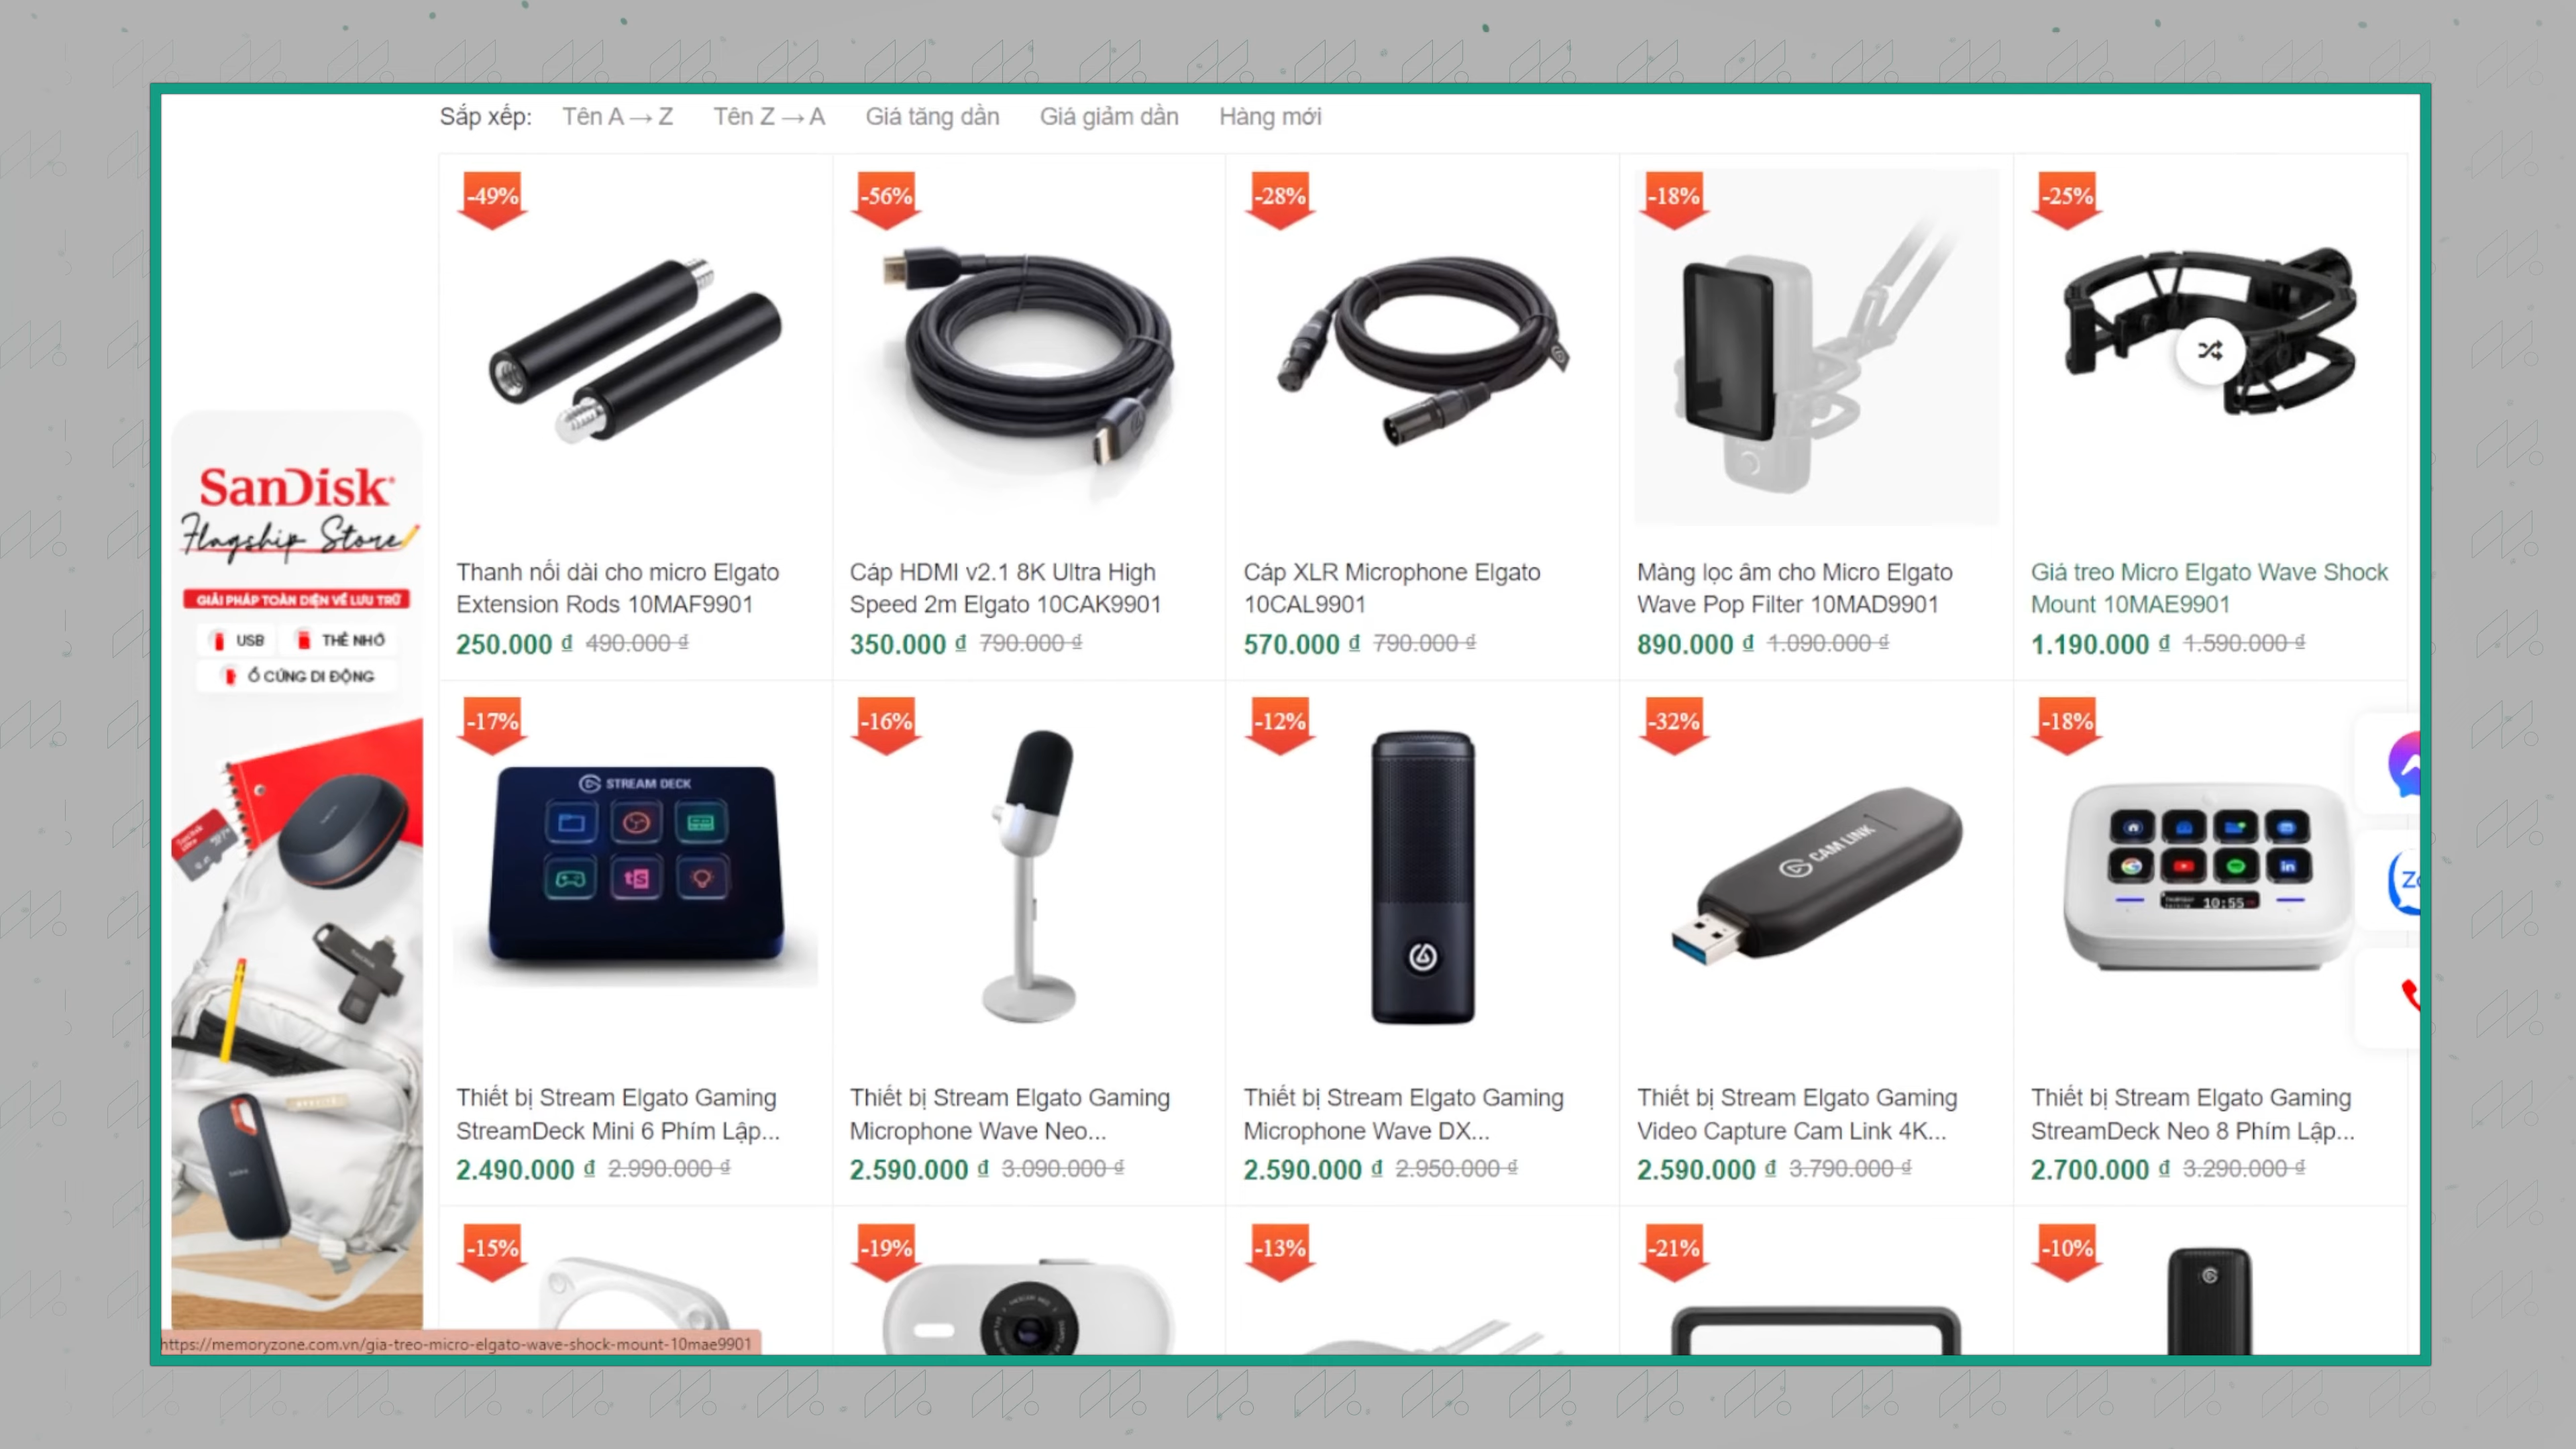 Sắp xếp: Tên A → Z Tên Z → A Giá tăng dần Giá giảm dần Hàng mới
-49%
-56%
-28%
-18%
-25%
Thanh nối dài cho micro Elgato
Extension Rods 10MAF9901
250.000 ₫ 490.000 ₫
Cáp HDMI v2.1 8K Ultra High
Speed 2m Elgato 10CAK9901
350.000 ₫ 790.000 ₫
Cáp XLR Microphone Elgato
10CAL9901
570.000 ₫ 790.000 ₫
Màng lọc âm cho Micro Elgato
Wave Pop Filter 10MAD9901
890.000 ₫ 1.090.000 ₫
Giá treo Micro Elgato Wave Shock
Mount 10MAE9901
1.190.000 ₫ 1.590.000 ₫
SanDisk
Flagship Store
GIẢI PHÁP TOÀN DIỆN VỀ LƯU TRỮ
USB
THẺ NHỚ
Ổ CỨNG DI ĐỘNG
-17%
-16%
-12%
-32%
-18%
STREAM DECK
CAM LINK
10:55
Thiết bị Stream Elgato Gaming
StreamDeck Mini 6 Phím Lập...
2.490.000 ₫ 2.990.000 ₫
Thiết bị Stream Elgato Gaming
Microphone Wave Neo...
2.590.000 ₫ 3.090.000 ₫
Thiết bị Stream Elgato Gaming
Microphone Wave DX...
2.590.000 ₫ 2.950.000 ₫
Thiết bị Stream Elgato Gaming
Video Capture Cam Link 4K...
2.590.000 ₫ 3.790.000 ₫
Thiết bị Stream Elgato Gaming
StreamDeck Neo 8 Phím Lập...
2.700.000 ₫ 3.290.000 ₫
-15%
-19%
-13%
-21%
-10%
https://memoryzone.com.vn/gia-treo-micro-elgato-wave-shock-mount-10mae9901